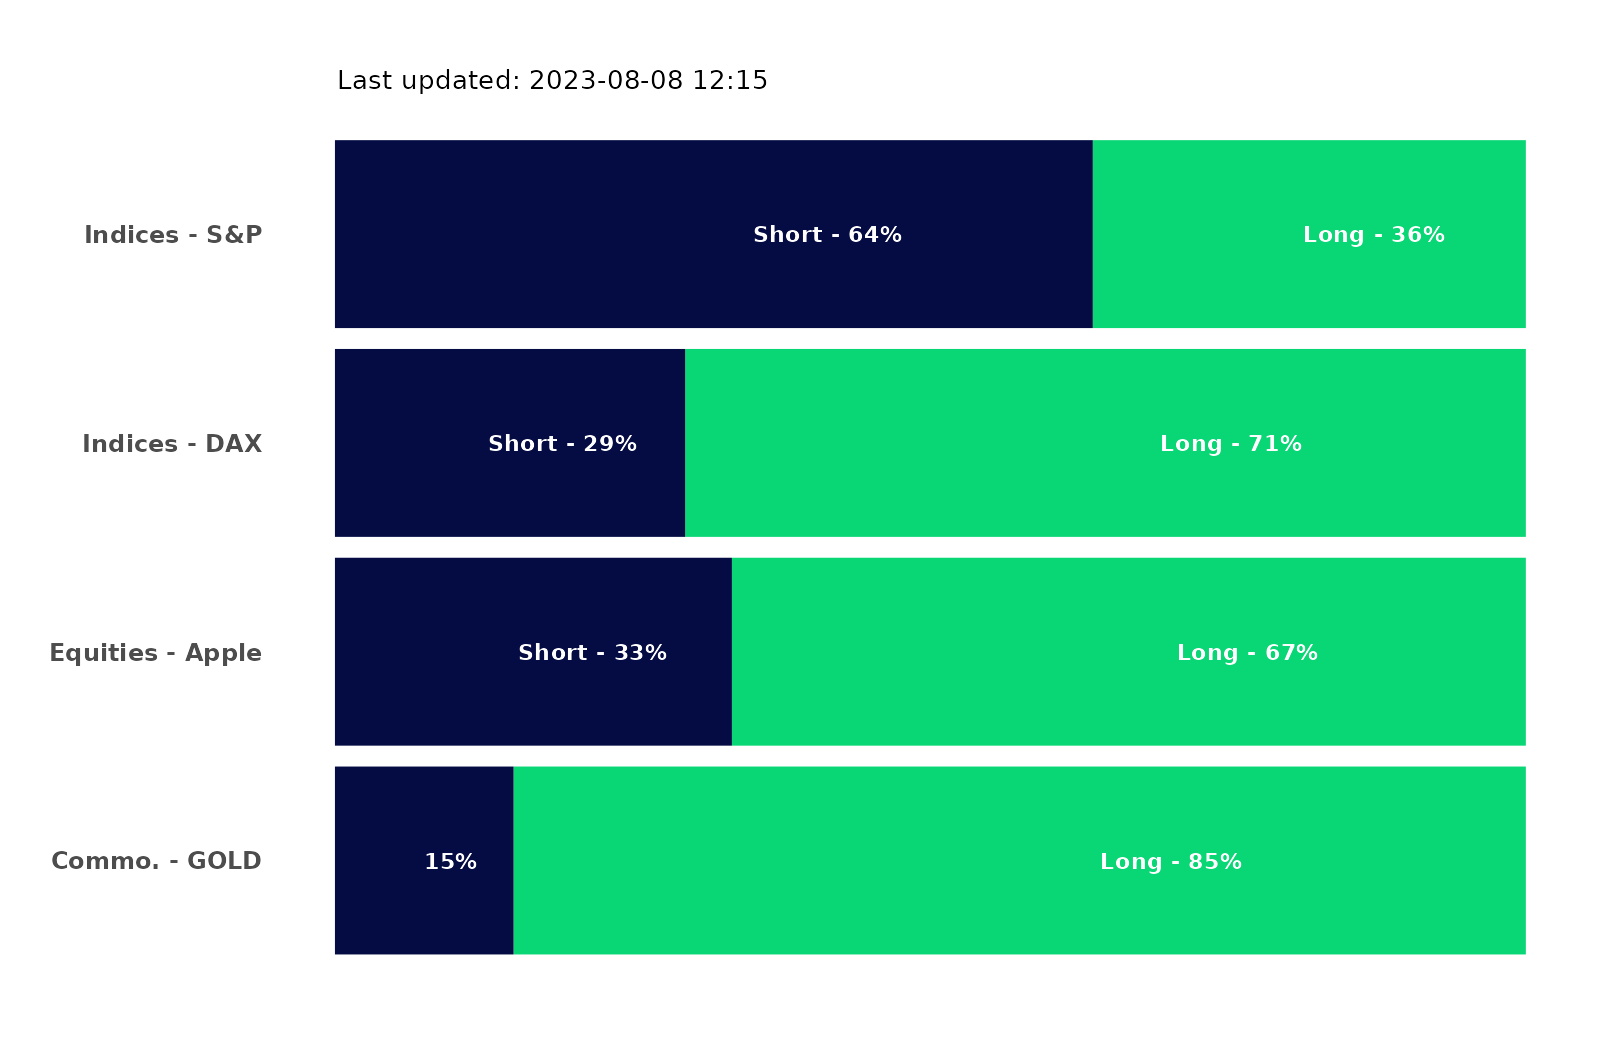 Last updated: 2023-08-08 12:15
Indices - S&P Short - 64% Long - 36%
Indices - DAX Short - 29% Long - 71%
Equities - Apple Short - 33% Long - 67%
Commo. - GOLD 15% Long - 85%